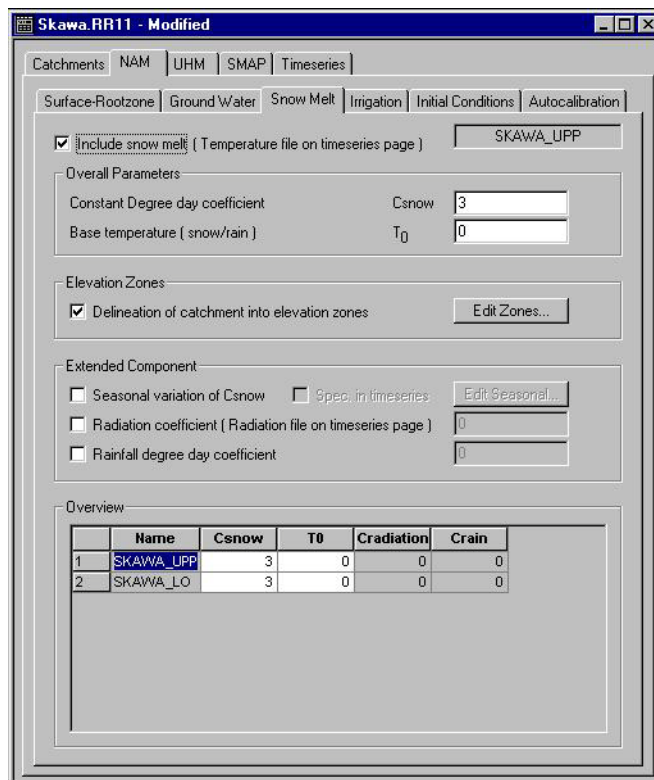 Skawa.RR11 - Modified
Catchments NAM UHM SMAP Timeseries
Surface-Rootzone Ground Water Snow Melt Irrigation Initial Conditions Autocalibration
Include snow melt ( Temperature file on timeseries page ) SKAWA_UPP
Overall Parameters
Constant Degree day coefficient Csnow 3
Base temperature ( snow/rain ) T0 0
Elevation Zones
Delineation of catchment into elevation zones Edit Zones...
Extended Component
Seasonal variation of Csnow Spec. in timeseries Edit Seasonal...
Radiation coefficient ( Radiation file on timeseries page ) 0
Rainfall degree day coefficient 0
Overview
Name Csnow T0 Cradiation Crain
1 SKAWA_UPP 3 0 0 0
2 SKAWA_LO 3 0 0 0